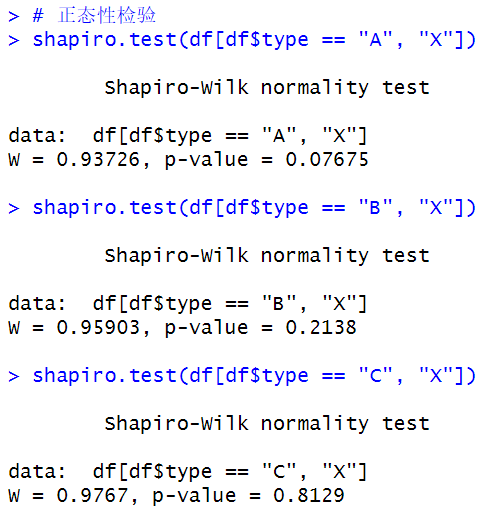 > # 正态性检验
> shapiro.test(df[df$type == "A", "X"])
Shapiro-Wilk normality test
data:  df[df$type == "A", "X"]
W = 0.93726, p-value = 0.07675
> shapiro.test(df[df$type == "B", "X"])
Shapiro-Wilk normality test
data:  df[df$type == "B", "X"]
W = 0.95903, p-value = 0.2138
> shapiro.test(df[df$type == "C", "X"])
Shapiro-Wilk normality test
data:  df[df$type == "C", "X"]
W = 0.9767, p-value = 0.8129